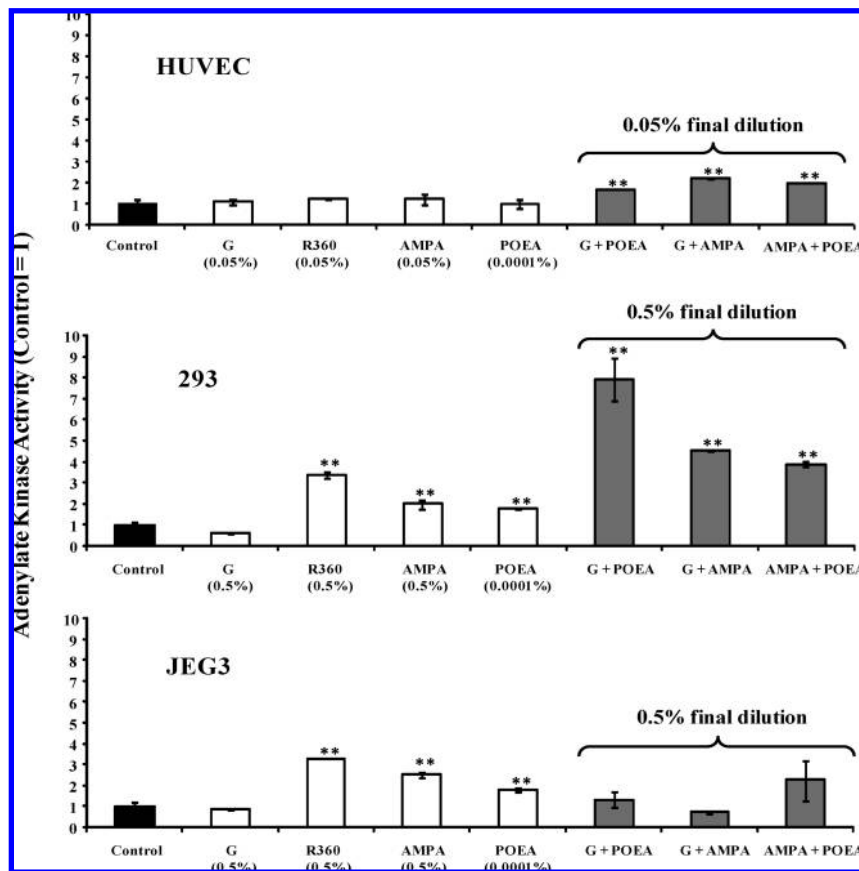 Adenylate Kinase Activity (Control = 1)
10
9
8
7
6
5
4
3
2
1
0
HUVEC
0.05% final dilution
** ** **
Control G R360 AMPA POEA G + POEA G + AMPA AMPA + POEA
(0.05%) (0.05%) (0.05%) (0.0001%)
10
9
8
7
6
5
4
3
2
1
0
293
0.5% final dilution
** ** ** ** ** **
Control G R360 AMPA POEA G + POEA G + AMPA AMPA + POEA
(0.5%) (0.5%) (0.5%) (0.0001%)
10
9
8
7
6
5
4
3
2
1
0
JEG3
0.5% final dilution
** ** **
Control G R360 AMPA POEA G + POEA G + AMPA AMPA + POEA
(0.5%) (0.5%) (0.5%) (0.0001%)